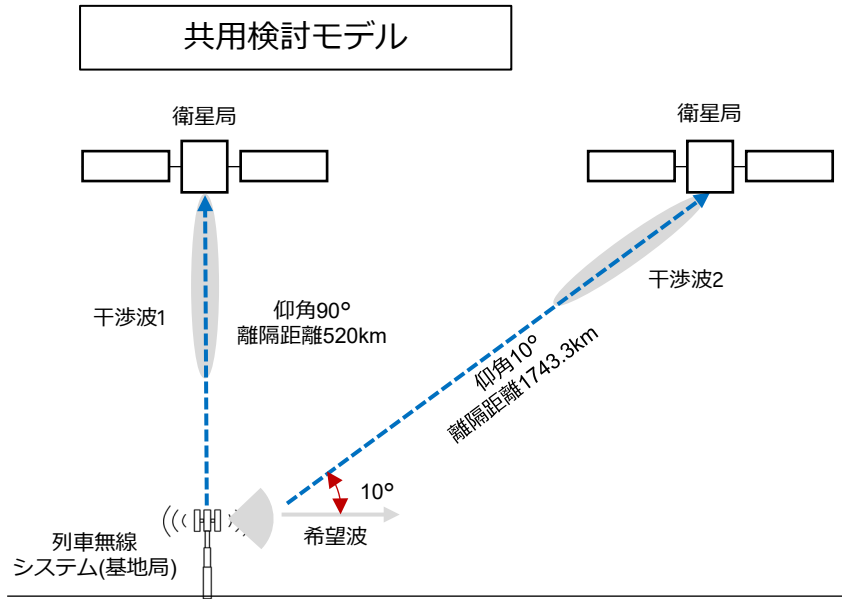 共用検討モデル
衛星局
衛星局
干渉波1
仰角90°
離隔距離520km
干渉波2
仰角10°
離隔距離1743.3km
10°
希望波
列車無線
システム(基地局)